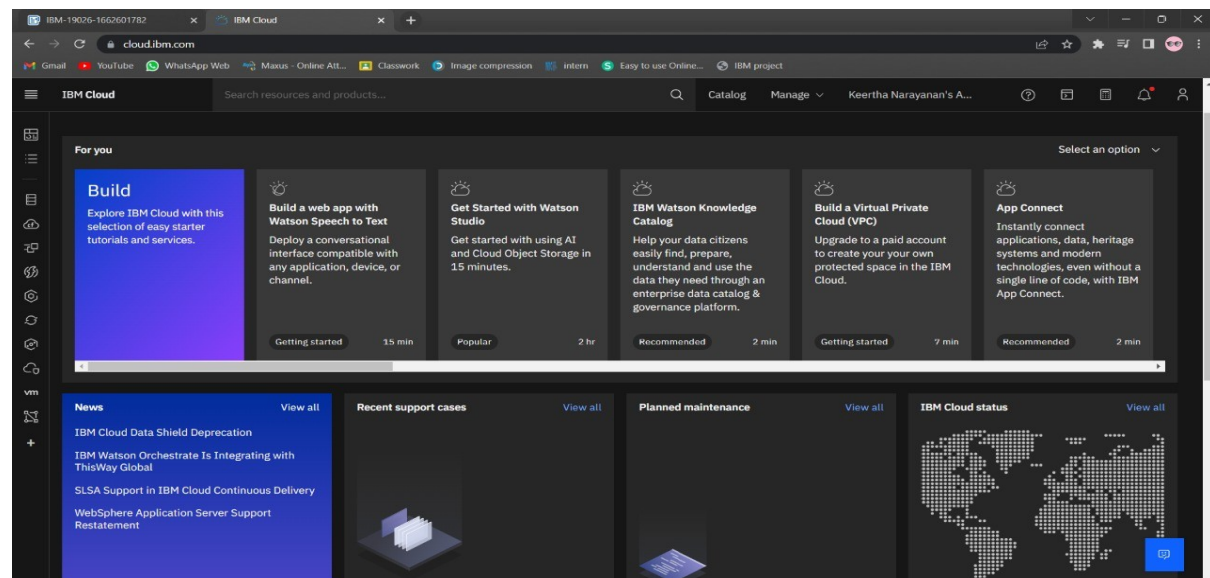 IBM-19026-1662601782
IBM Cloud
cloud.ibm.com
Gmail YouTube WhatsApp Web Maxus - Online Att... Classwork Image compression intern Easy to use Online... IBM project
IBM Cloud Search resources and products... Catalog Manage Keertha Narayanan's A...
For you Select an option
Build
Explore IBM Cloud with this
selection of easy starter
tutorials and services.
Build a web app with
Watson Speech to Text
Deploy a conversational
interface compatible with
any application, device, or
channel.
Getting started 15 min
Get Started with Watson
Studio
Get started with using AI
and Cloud Object Storage in
15 minutes.
Popular 2 hr
IBM Watson Knowledge
Catalog
Help your data citizens
easily find, prepare,
understand and use the
data they need through an
enterprise data catalog &
governance platform.
Recommended 2 min
Build a Virtual Private
Cloud (VPC)
Upgrade to a paid account
to create your your own
protected space in the IBM
Cloud.
Getting started 7 min
App Connect
Instantly connect
applications, data, heritage
systems and modern
technologies, even without a
single line of code, with IBM
App Connect.
Recommended 2 min
vm
News View all
IBM Cloud Data Shield Deprecation
IBM Watson Orchestrate Is Integrating with
ThisWay Global
SLSA Support in IBM Cloud Continuous Delivery
WebSphere Application Server Support
Restatement
Recent support cases View all
Planned maintenance View all
IBM Cloud status View all